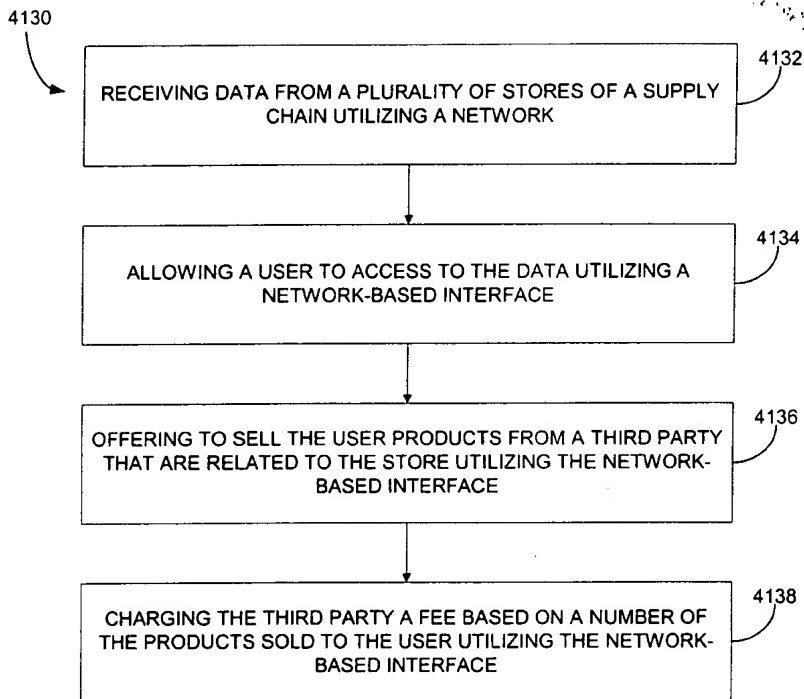 4130
4132
RECEIVING DATA FROM A PLURALITY OF STORES OF A SUPPLY
CHAIN UTILIZING A NETWORK
4134
ALLOWING A USER TO ACCESS TO THE DATA UTILIZING A
NETWORK-BASED INTERFACE
4136
OFFERING TO SELL THE USER PRODUCTS FROM A THIRD PARTY
THAT ARE RELATED TO THE STORE UTILIZING THE NETWORK-
BASED INTERFACE
4138
CHARGING THE THIRD PARTY A FEE BASED ON A NUMBER OF
THE PRODUCTS SOLD TO THE USER UTILIZING THE NETWORK-
BASED INTERFACE